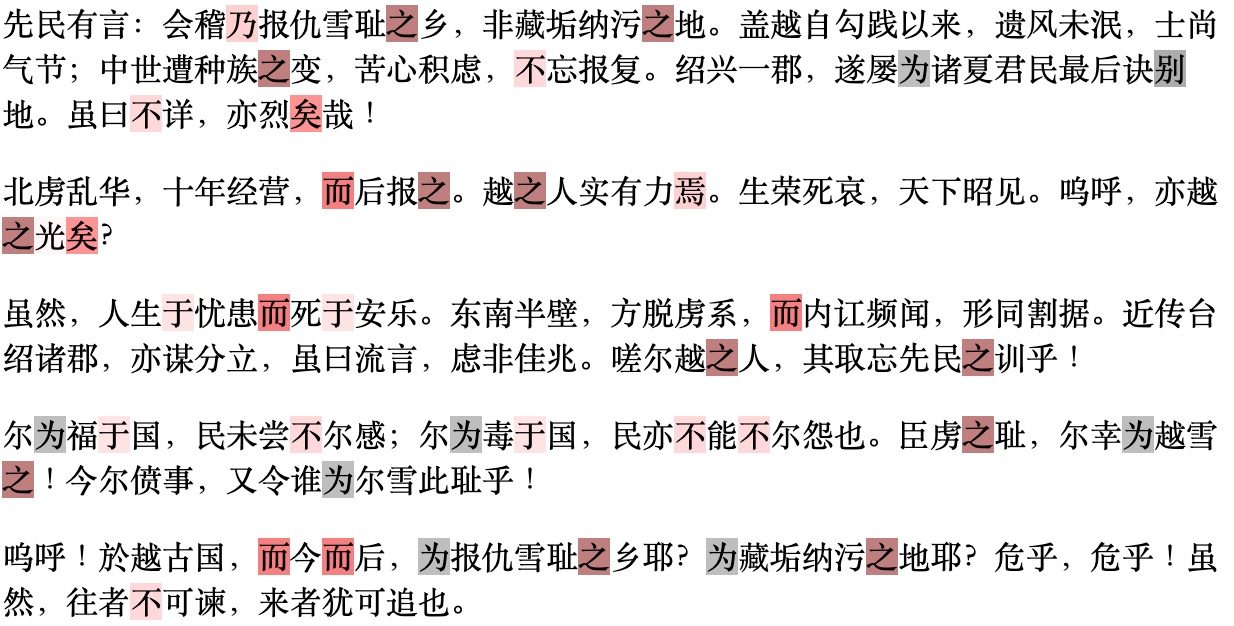 先民有言：会稽乃报仇雪耻之乡，非藏垢纳污之地。盖越自勾践以来，遗风未泯，士尚
气节；中世遭种族之变，苦心积虑，不忘报复。绍兴一郡，遂屡为诸夏君民最后诀别
地。虽曰不详，亦烈矣哉！
北虏乱华，十年经营，而后报之。越之人实有力焉。生荣死哀，天下昭见。呜呼，亦越
之光矣?
虽然，人生于忧患而死于安乐。东南半壁，方脱虏系，而内讧频闻，形同割据。近传台
绍诸郡，亦谋分立，虽曰流言，虑非佳兆。嗟尔越之人，其取忘先民之训乎！
尔为福于国，民未尝不尔感；尔为毒于国，民亦不能不尔怨也。臣虏之耻，尔幸为越雪
之！今尔偾事，又令谁为尔雪此耻乎！
呜呼！於越古国，而今而后，为报仇雪耻之乡耶？为藏垢纳污之地耶？危乎，危乎！虽
然，往者不可谏，来者犹可追也。